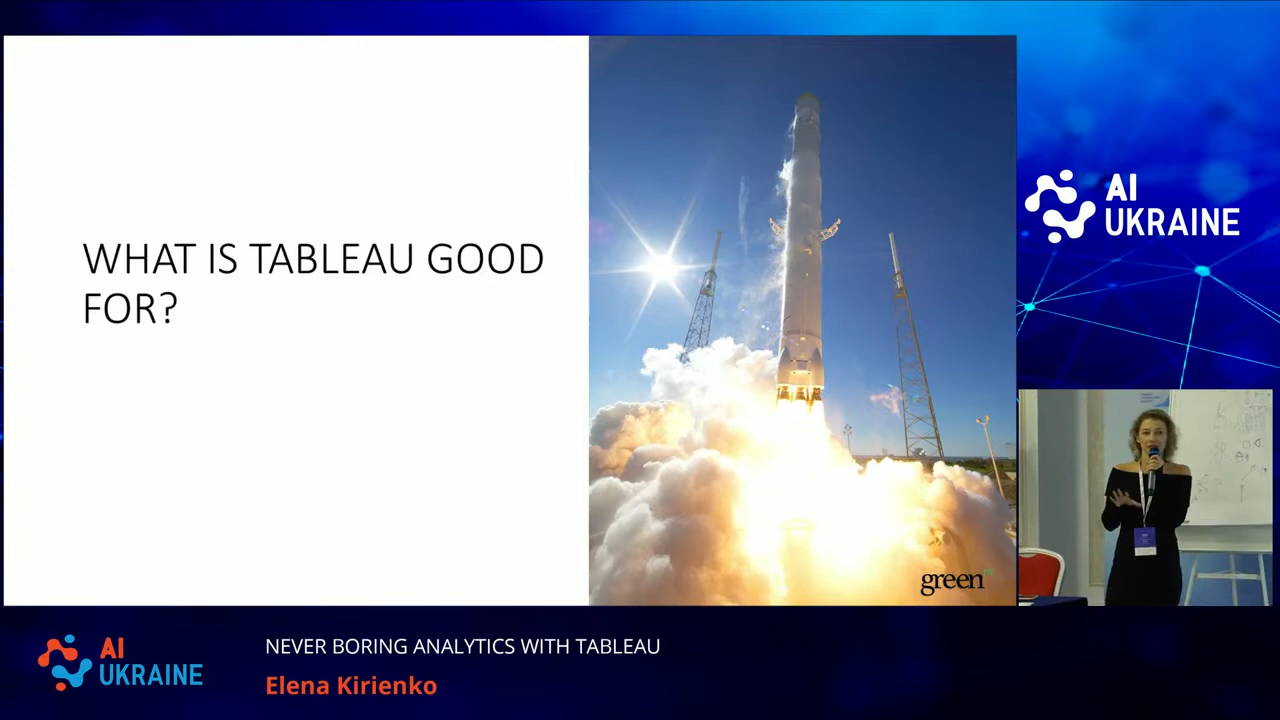 WHAT IS TABLEAU GOOD
FOR?
green
AI
UKRAINE
AI
UKRAINE
NEVER BORING ANALYTICS WITH TABLEAU
Elena Kirienko